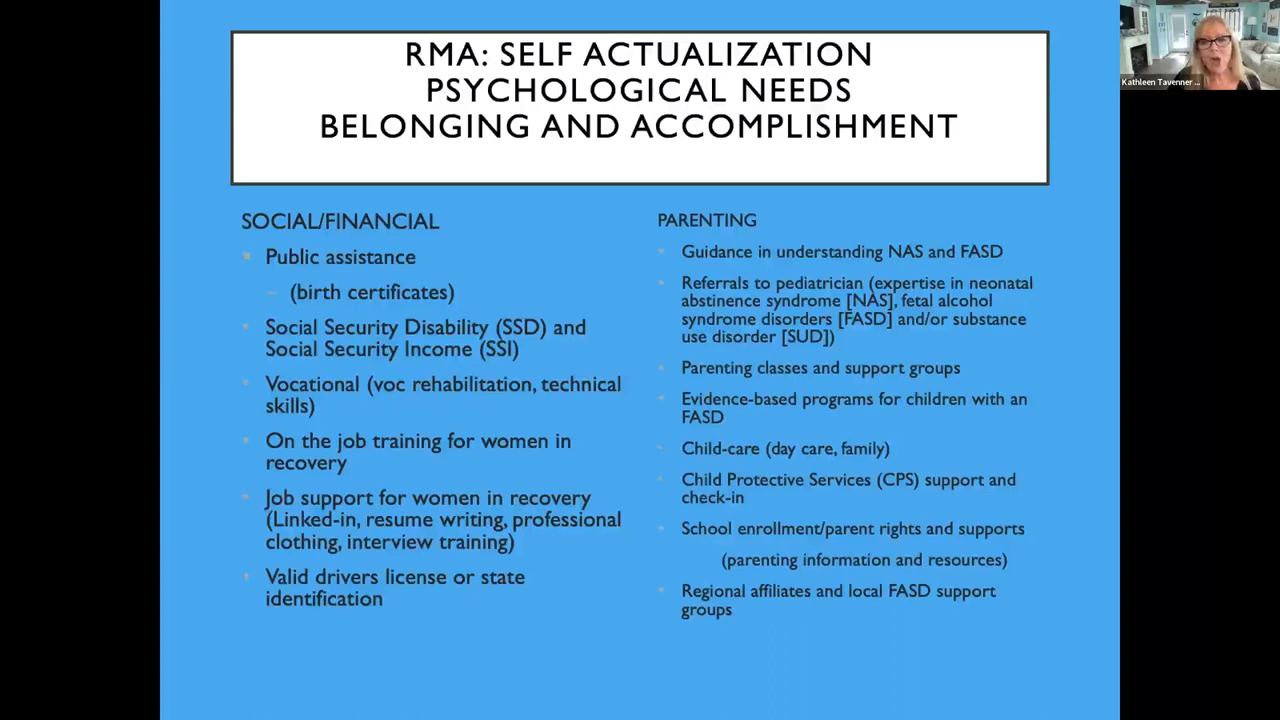 RMA: SELF ACTUALIZATION
PSYCHOLOGICAL NEEDS
BELONGING AND ACCOMPLISHMENT
SOCIAL/FINANCIAL
Public assistance
– (birth certificates)
Social Security Disability (SSD) and
Social Security Income (SSI)
Vocational (voc rehabilitation, technical
skills)
On the job training for women in
recovery
Job support for women in recovery
(Linked-in, resume writing, professional
clothing, interview training)
Valid drivers license or state
identification
PARENTING
Guidance in understanding NAS and FASD
Referrals to pediatrician (expertise in neonatal
abstinence syndrome [NAS], fetal alcohol
syndrome disorders [FASD] and/or substance
use disorder [SUD])
Parenting classes and support groups
Evidence-based programs for children with an
FASD
Child-care (day care, family)
Child Protective Services (CPS) support and
check-in
School enrollment/parent rights and supports
(parenting information and resources)
Regional affiliates and local FASD support
groups
Kathleen Tavenner ...